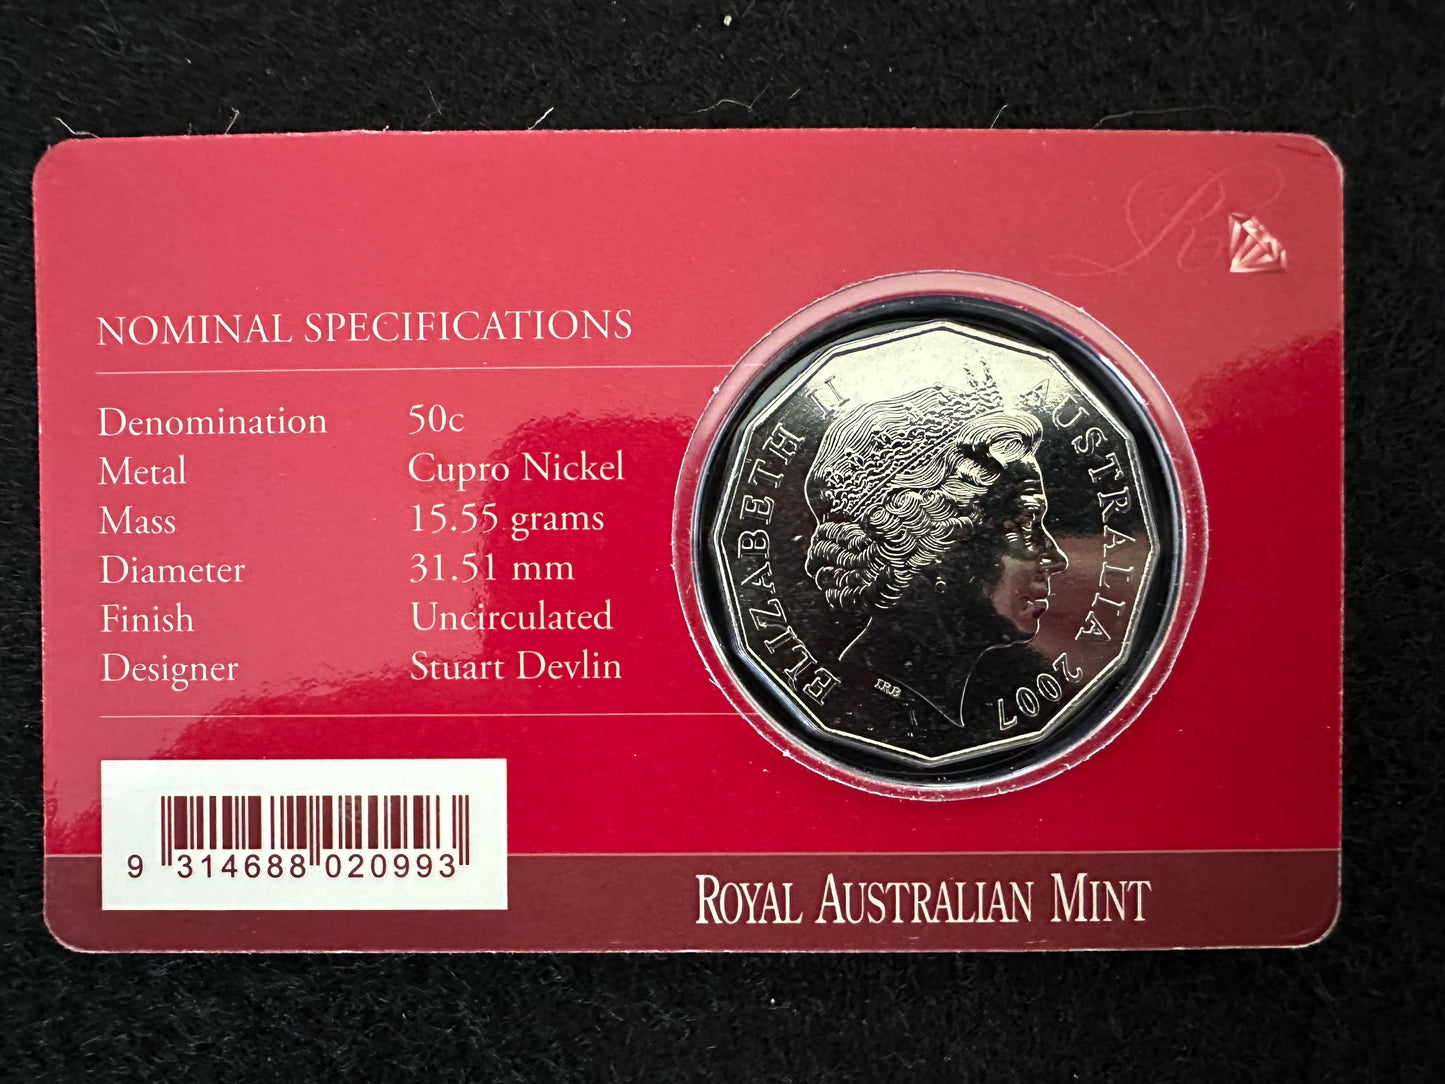 NOMINAL SPECIFICATIONS
Denomination 50c
Metal Cupro Nickel
Mass 15.55 grams
Diameter 31.51 mm
Finish Uncirculated
Designer Stuart Devlin
ELIZABETH II AUSTRALIA 2007
IRB
9 314688 020993
ROYAL AUSTRALIAN MINT